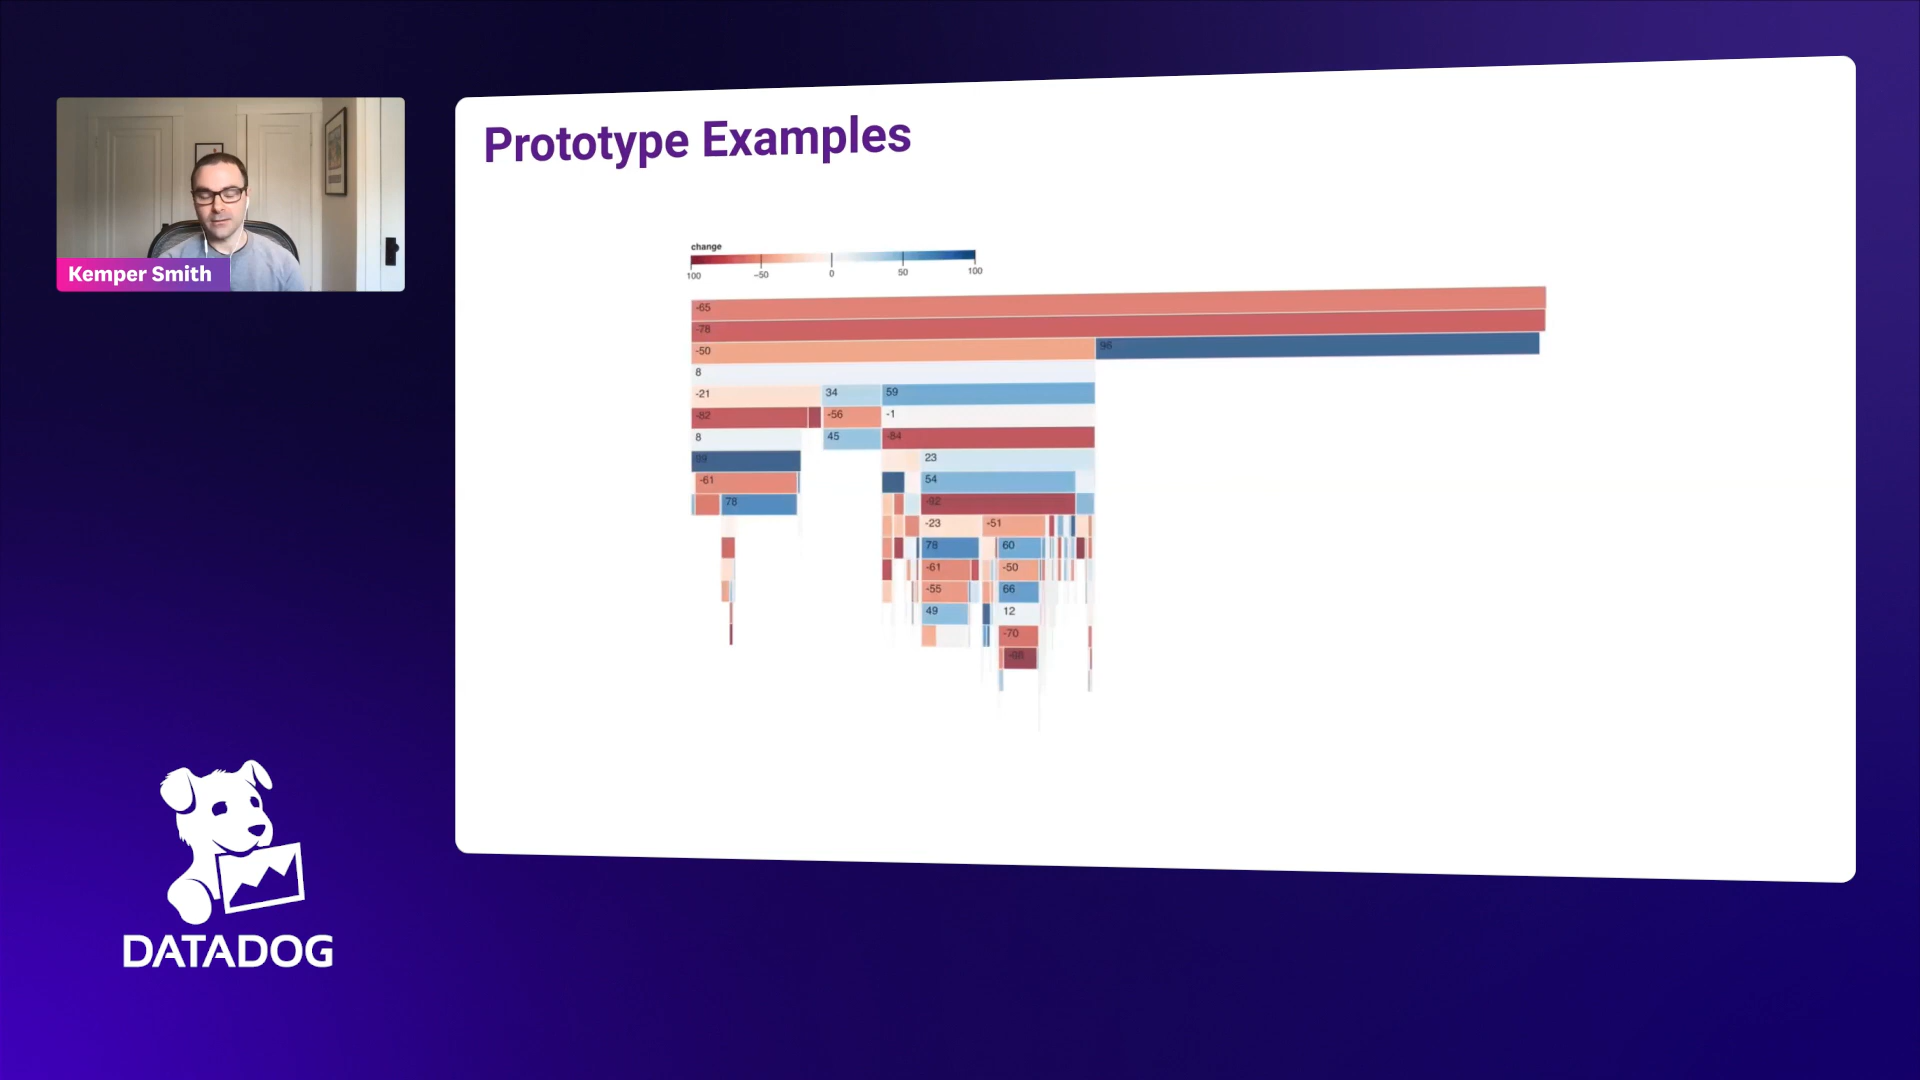 Prototype Examples
Kemper Smith
change
100 −50 0 50 100
-65
-78
-50 96
8
-21 34 59
-82 -56 -1
8 45 -84
23
-61 54
78 -92
-23 -51
78 60
-61 -50
-55 66
49 12
-70
DATADOG